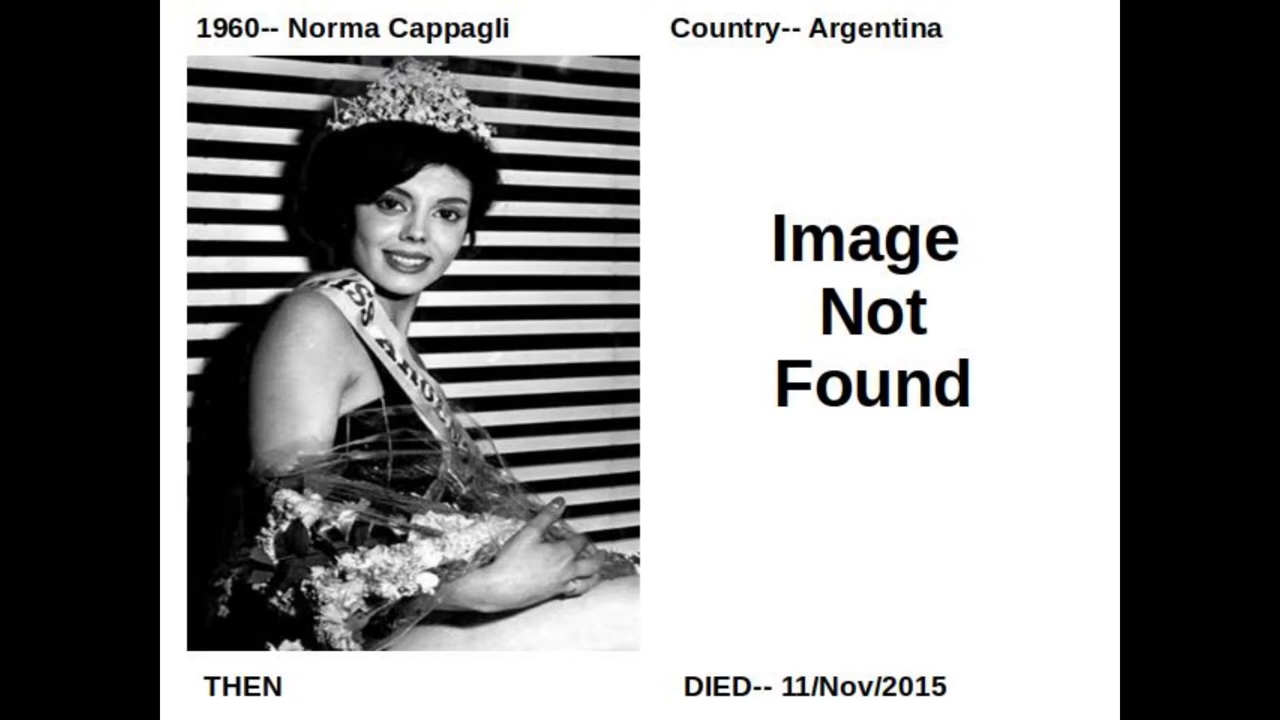 1960-- Norma Cappagli
Country-- Argentina
Image
Not
Found
THEN
DIED-- 11/Nov/2015